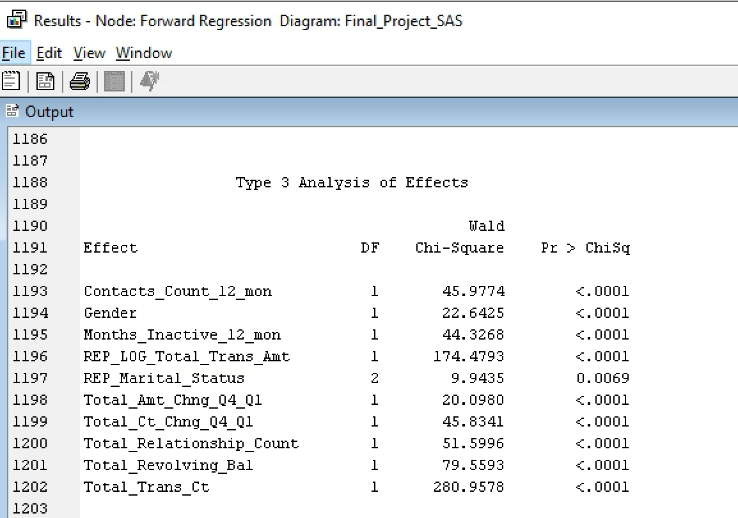 Results - Node: Forward Regression Diagram: Final_Project_SAS
File Edit View Window
Output
1186
1187
1188 Type 3 Analysis of Effects
1189
1190 Wald
1191 Effect DF Chi-Square Pr > ChiSq
1192
1193 Contacts_Count_12_mon 1 45.9774 <.0001
1194 Gender 1 22.6425 <.0001
1195 Months_Inactive_12_mon 1 44.3268 <.0001
1196 REP_LOG_Total_Trans_Amt 1 174.4793 <.0001
1197 REP_Marital_Status 2 9.9435 0.0069
1198 Total_Amt_Chng_Q4_Q1 1 20.0980 <.0001
1199 Total_Ct_Chng_Q4_Q1 1 45.8341 <.0001
1200 Total_Relationship_Count 1 51.5996 <.0001
1201 Total_Revolving_Bal 1 79.5593 <.0001
1202 Total_Trans_Ct 1 280.9578 <.0001
1203